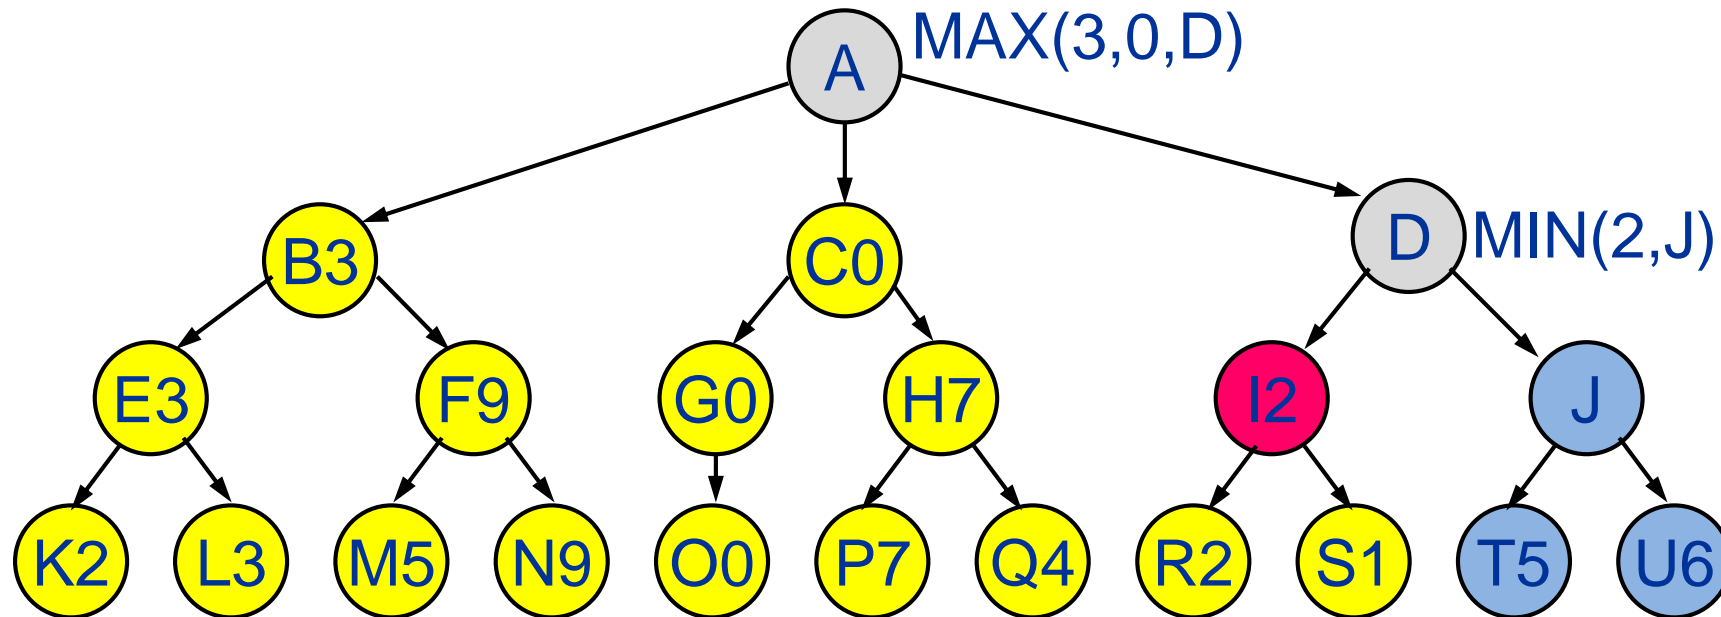 A MAX(3,0,D)
B3 C0 D MIN(2,J)
E3 F9 G0 H7 I2 J
K2 L3 M5 N9 O0 P7 Q4 R2 S1 T5 U6